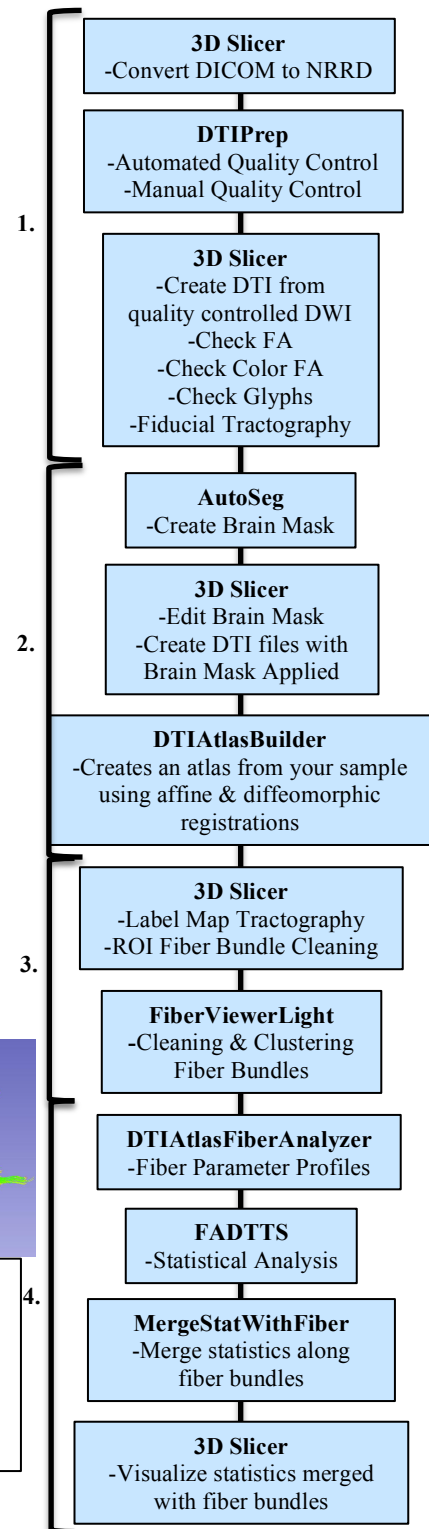 1.
3D Slicer
-Convert DICOM to NRRD
DTIPrep
-Automated Quality Control
-Manual Quality Control
3D Slicer
-Create DTI from
quality controlled DWI
-Check FA
-Check Color FA
-Check Glyphs
-Fiducial Tractography
2.
AutoSeg
-Create Brain Mask
3D Slicer
-Edit Brain Mask
-Create DTI files with
Brain Mask Applied
DTIAtlasBuilder
-Creates an atlas from your sample
using affine & diffeomorphic
registrations
3.
3D Slicer
-Label Map Tractography
-ROI Fiber Bundle Cleaning
FiberViewerLight
-Cleaning & Clustering
Fiber Bundles
4.
DTIAtlasFiberAnalyzer
-Fiber Parameter Profiles
FADTTS
-Statistical Analysis
MergeStatWithFiber
-Merge statistics along
fiber bundles
3D Slicer
-Visualize statistics merged
with fiber bundles